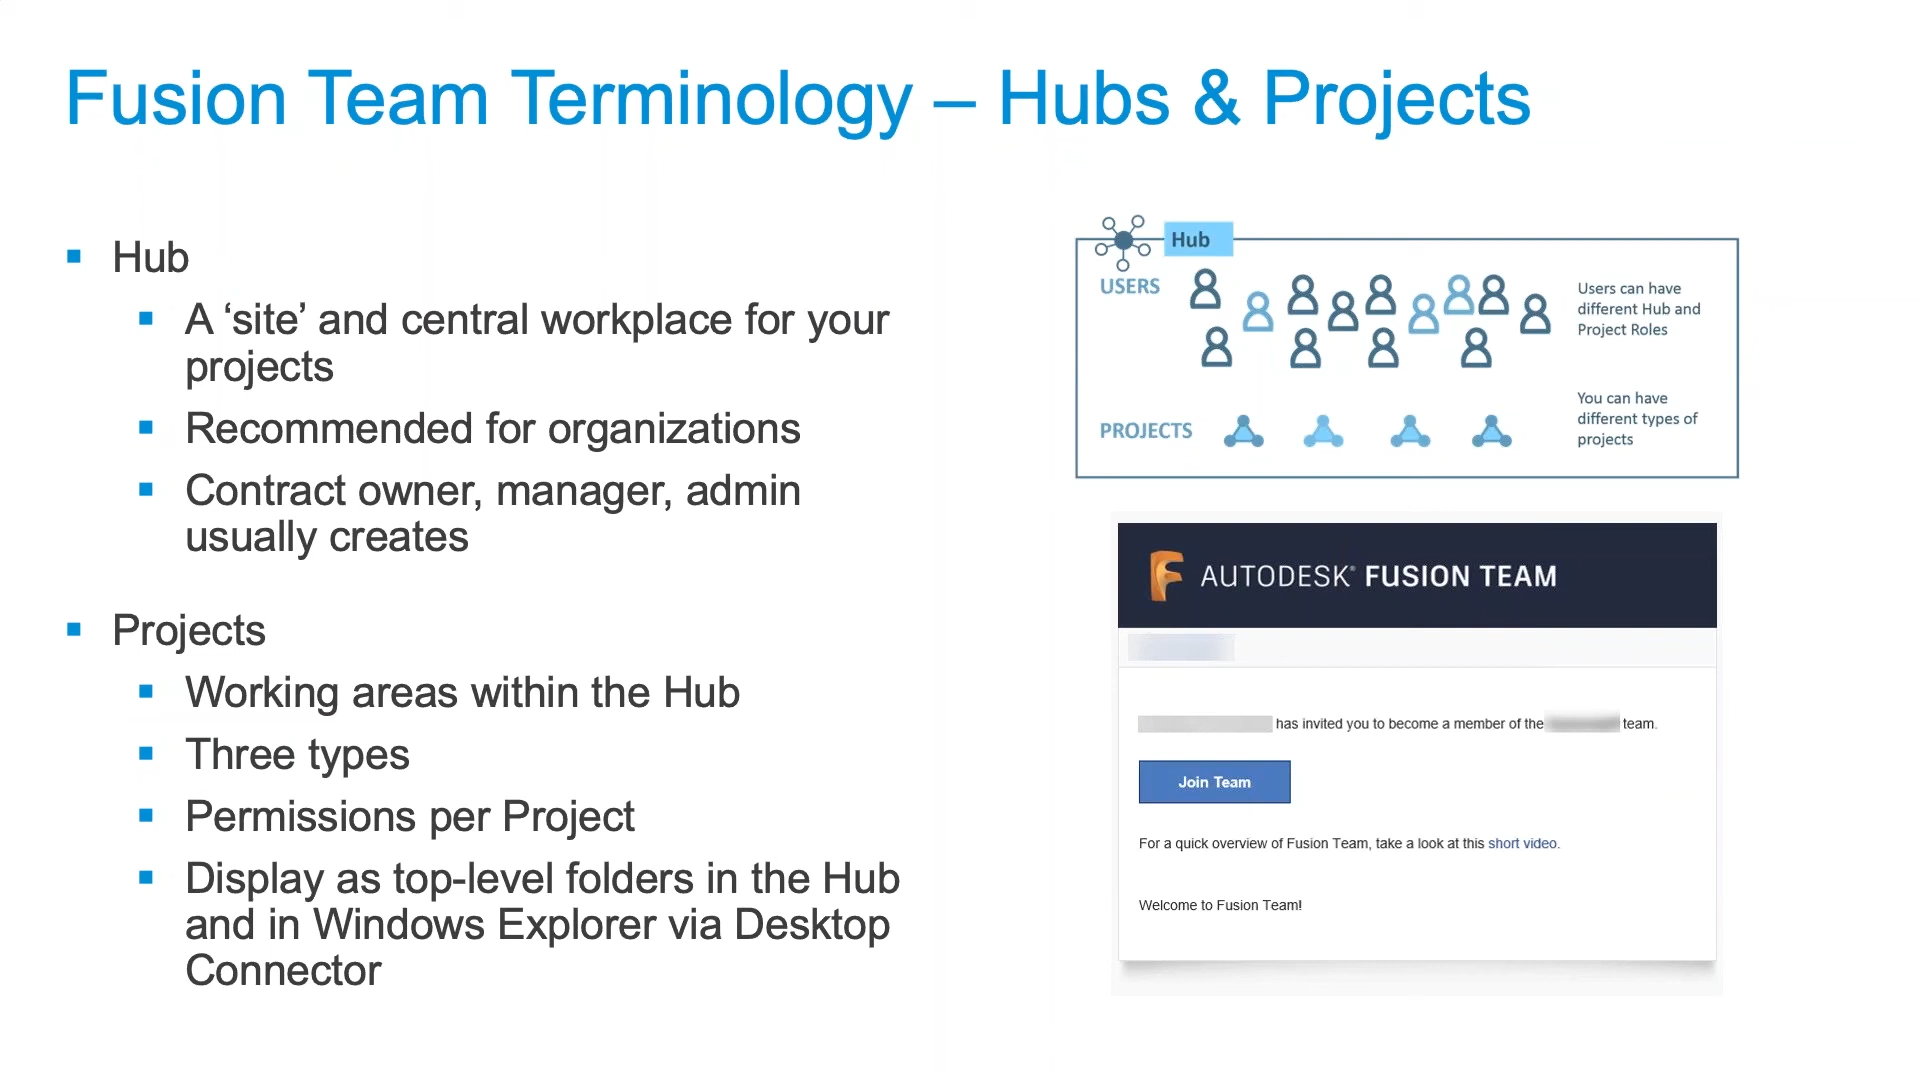 Fusion Team Terminology – Hubs & Projects
Hub
A ‘site’ and central workplace for your
projects
Recommended for organizations
Contract owner, manager, admin
usually creates
Projects
Working areas within the Hub
Three types
Permissions per Project
Display as top-level folders in the Hub
and in Windows Explorer via Desktop
Connector
Hub
USERS
Users can have
different Hub and
Project Roles
PROJECTS
You can have
different types of
projects
AUTODESK® FUSION TEAM
has invited you to become a member of the team.
Join Team
For a quick overview of Fusion Team, take a look at this short video.
Welcome to Fusion Team!